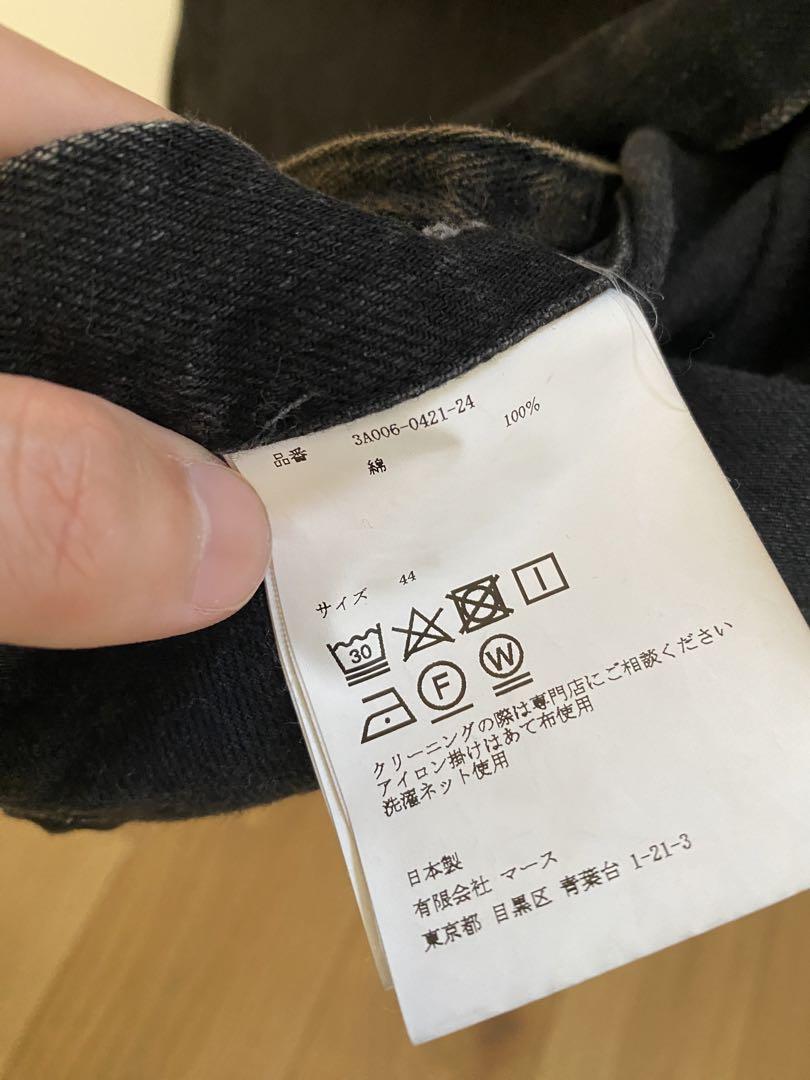 品番 3A006-0421-24
綿 100%
サイズ 44
30
F W
クリーニングの際は専門店にご相談ください
アイロン掛けはあて布使用
洗濯ネット使用
日本製
有限会社 マース
東京都 目黒区 青葉台 1-21-3